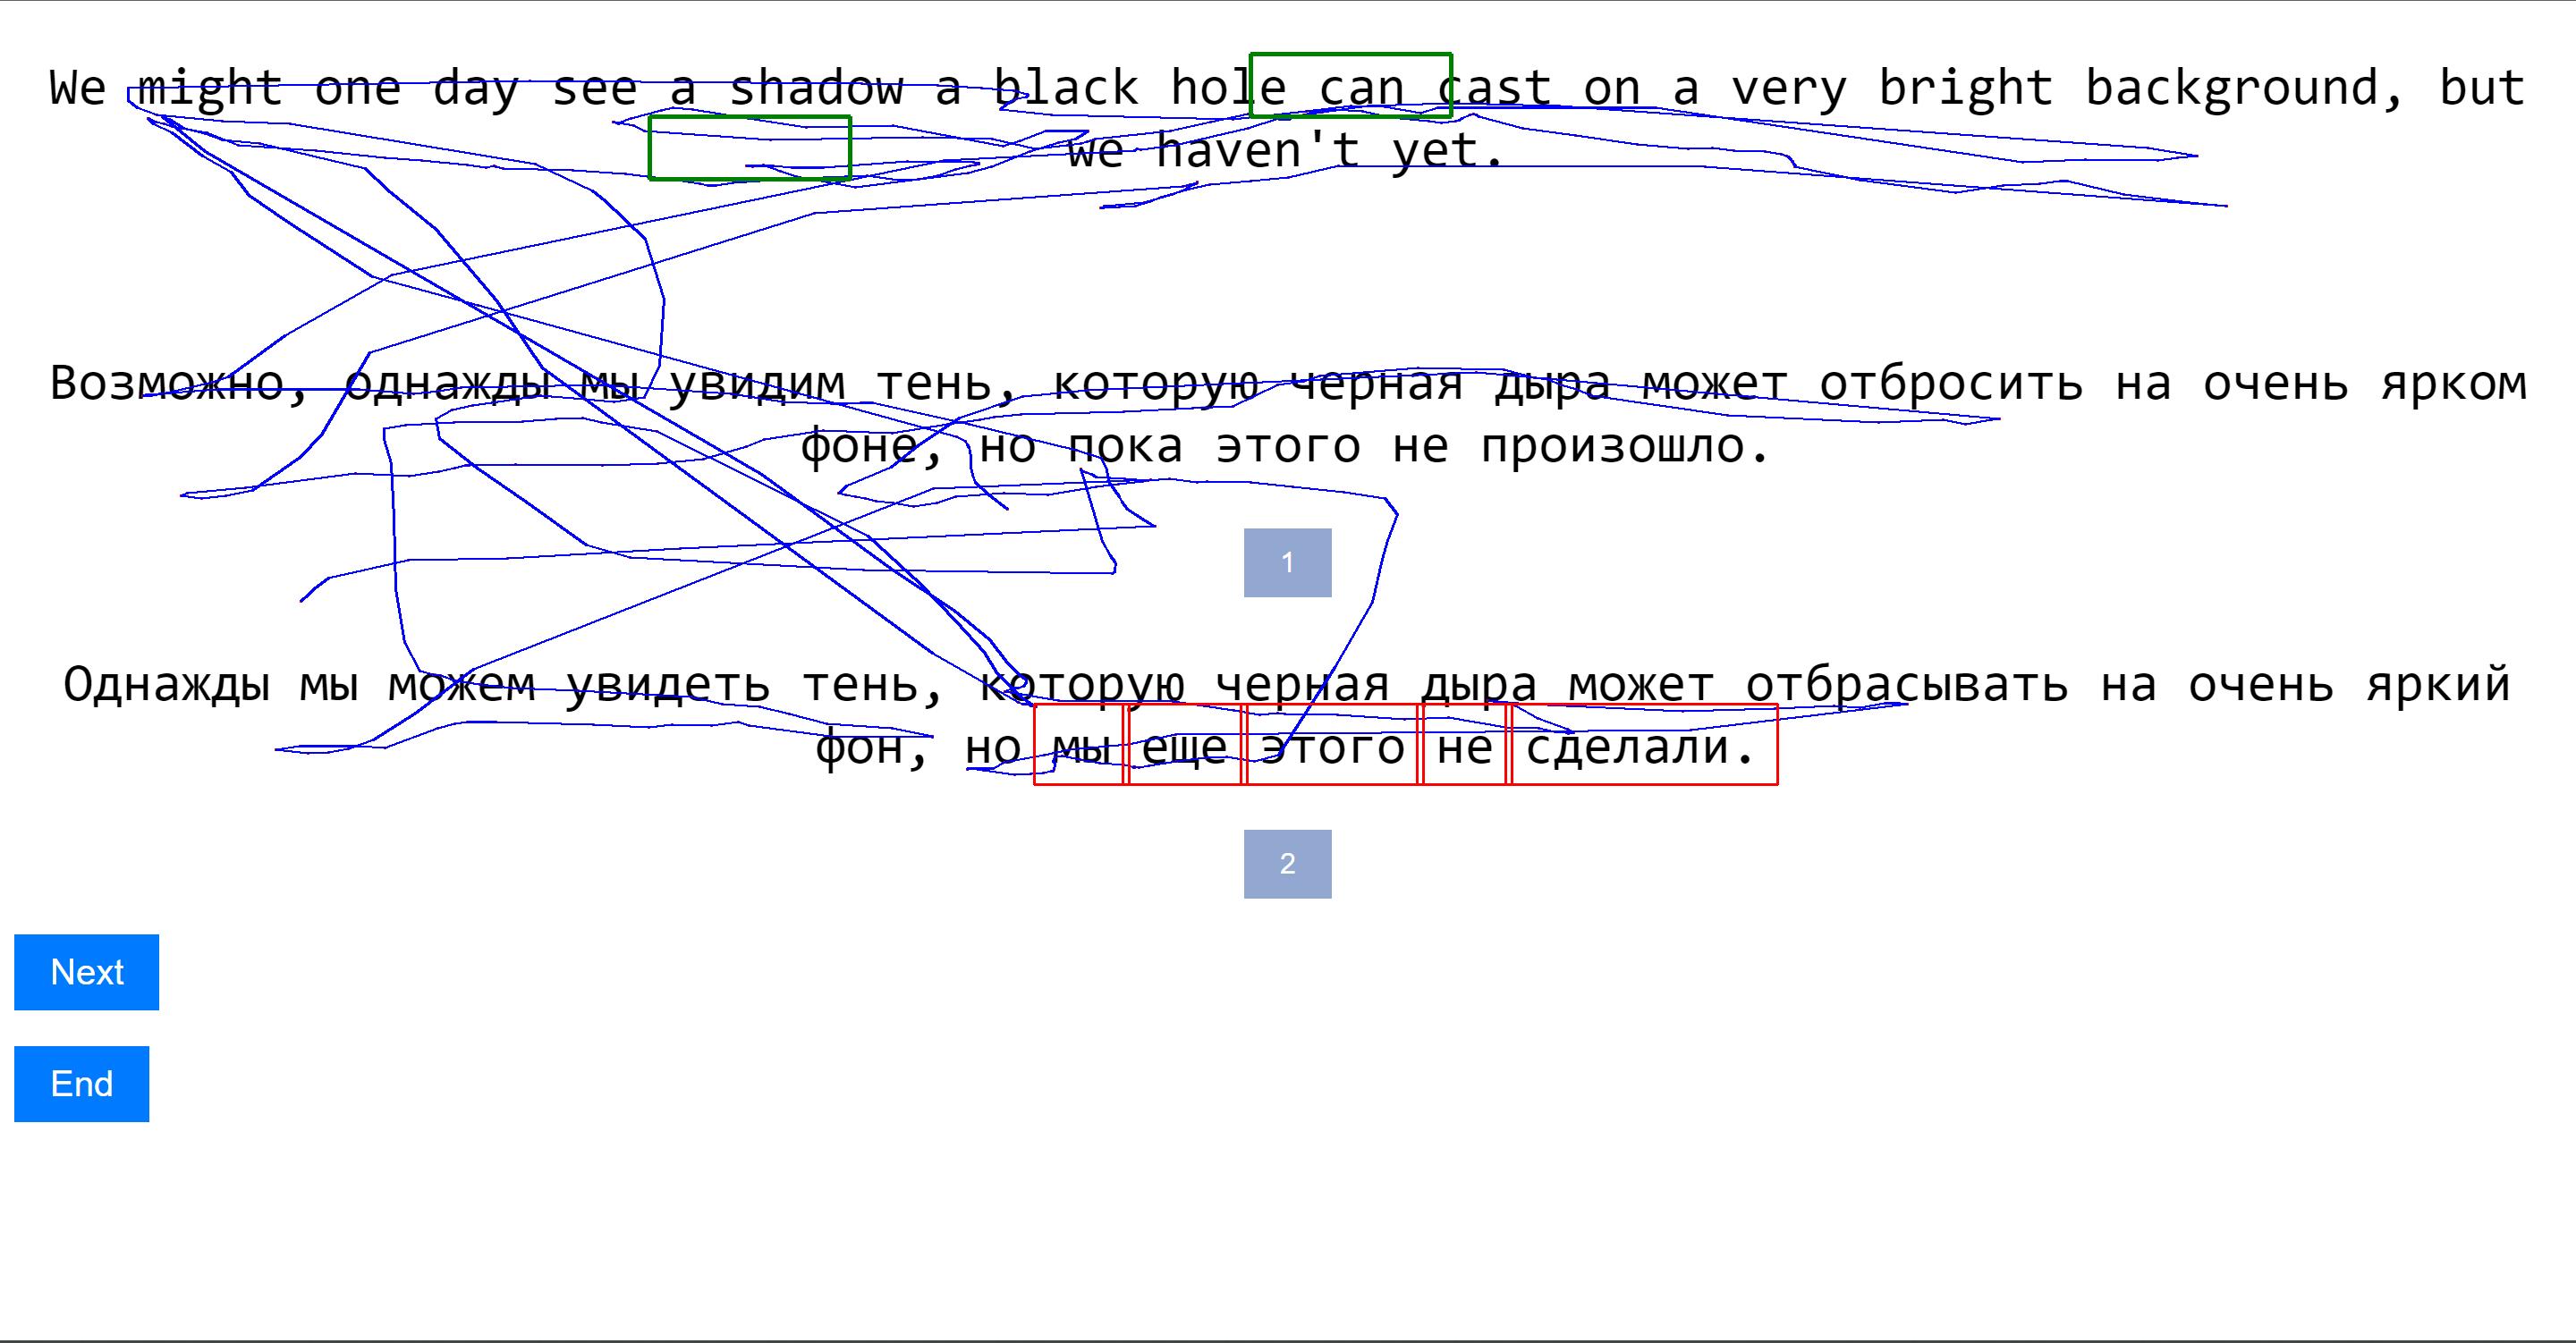 We might one day see a shadow a black hole can cast on a very bright background, but
we haven't yet.
Возможно, однажды мы увидим тень, которую черная дыра может отбросить на очень ярком
фоне, но пока этого не произошло.
1
Однажды мы можем увидеть тень, которую черная дыра может отбрасывать на очень яркий
фон, но мы еще этого не сделали.
2
Next
End